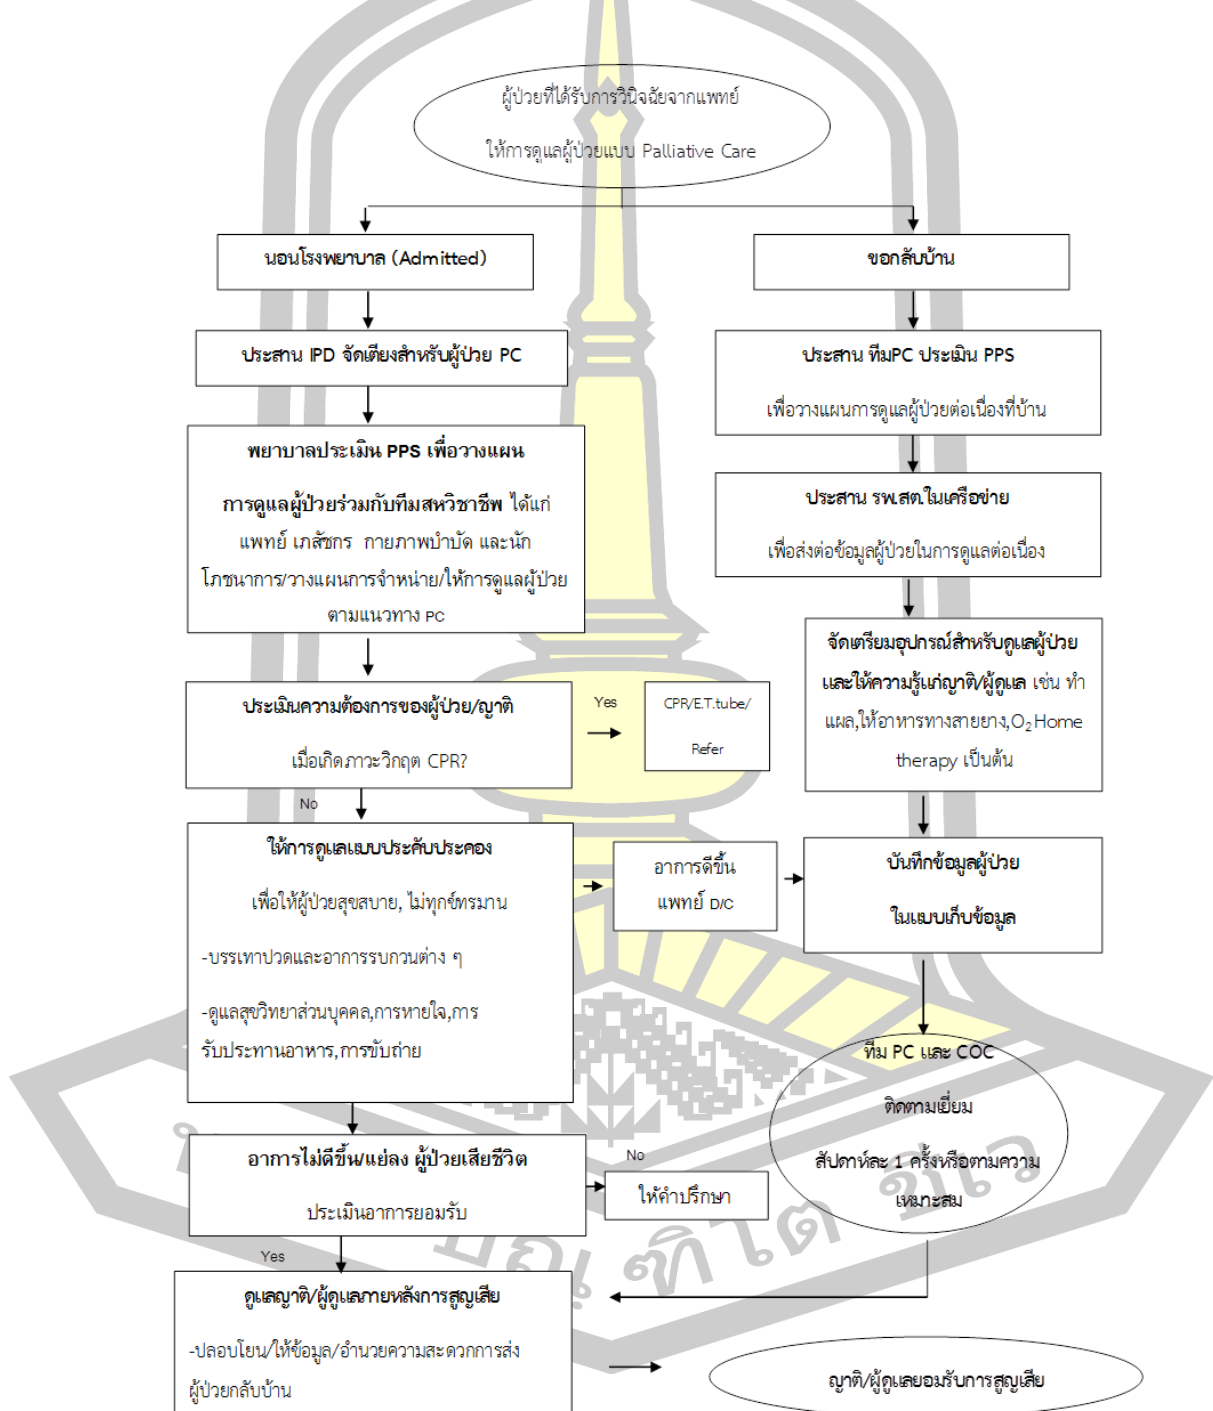 ผู้ป่วยที่ได้รับการวินิจฉัยจากแพทย์
ให้การดูแลผู้ป่วยแบบ Palliative Care
นอนโรงพยาบาล (Admitted)
ประสาน IPD จัดเตียงสำหรับผู้ป่วย PC
พยาบาลประเมิน PPS เพื่อวางแผน
การดูแลผู้ป่วยร่วมกับทีมสหวิชาชีพ ได้แก่
แพทย์ เภสัชกร กายภาพบำบัด และนัก
โภชนาการ/วางแผนการจำหน่าย/ให้การดูแลผู้ป่วย
ตามแนวทาง PC
ประเมินความต้องการของผู้ป่วย/ญาติ
เมื่อเกิดภาวะวิกฤต CPR?
Yes
CPR/E.T.tube/
Refer
No
ให้การดูแลแบบประคับประคอง
เพื่อให้ผู้ป่วยสุขสบาย, ไม่ทุกข์ทรมาน
-บรรเทาปวดและอาการรบกวนต่าง ๆ
-ดูแลสุขวิทยาส่วนบุคคล,การหายใจ,การ
รับประทานอาหาร,การขับถ่าย
อาการดีขึ้น
แพทย์ D/C
อาการไม่ดีขึ้น/แย่ลง ผู้ป่วยเสียชีวิต
ประเมินอาการยอมรับ
No
ให้คำปรึกษา
Yes
ดูแลญาติ/ผู้ดูแลภายหลังการสูญเสีย
-ปลอบโยน/ให้ข้อมูล/อำนวยความสะดวกการส่ง
ผู้ป่วยกลับบ้าน
ขอกลับบ้าน
ประสาน ทีมPC ประเมิน PPS
เพื่อวางแผนการดูแลผู้ป่วยต่อเนื่องที่บ้าน
ประสาน รพ.สต.ในเครือข่าย
เพื่อส่งต่อข้อมูลผู้ป่วยในการดูแลต่อเนื่อง
จัดเตรียมอุปกรณ์สำหรับดูแลผู้ป่วย
และให้ความรู้แก่ญาติ/ผู้ดูแล เช่น ทำ
แผล,ให้อาหารทางสายยาง,O₂Home
therapy เป็นต้น
บันทึกข้อมูลผู้ป่วย
ในแบบเก็บข้อมูล
ทีม PC และ COC
ติดตามเยี่ยม
สัปดาห์ละ 1 ครั้งหรือตามความ
เหมาะสม
ญาติ/ผู้ดูแลยอมรับการสูญเสีย